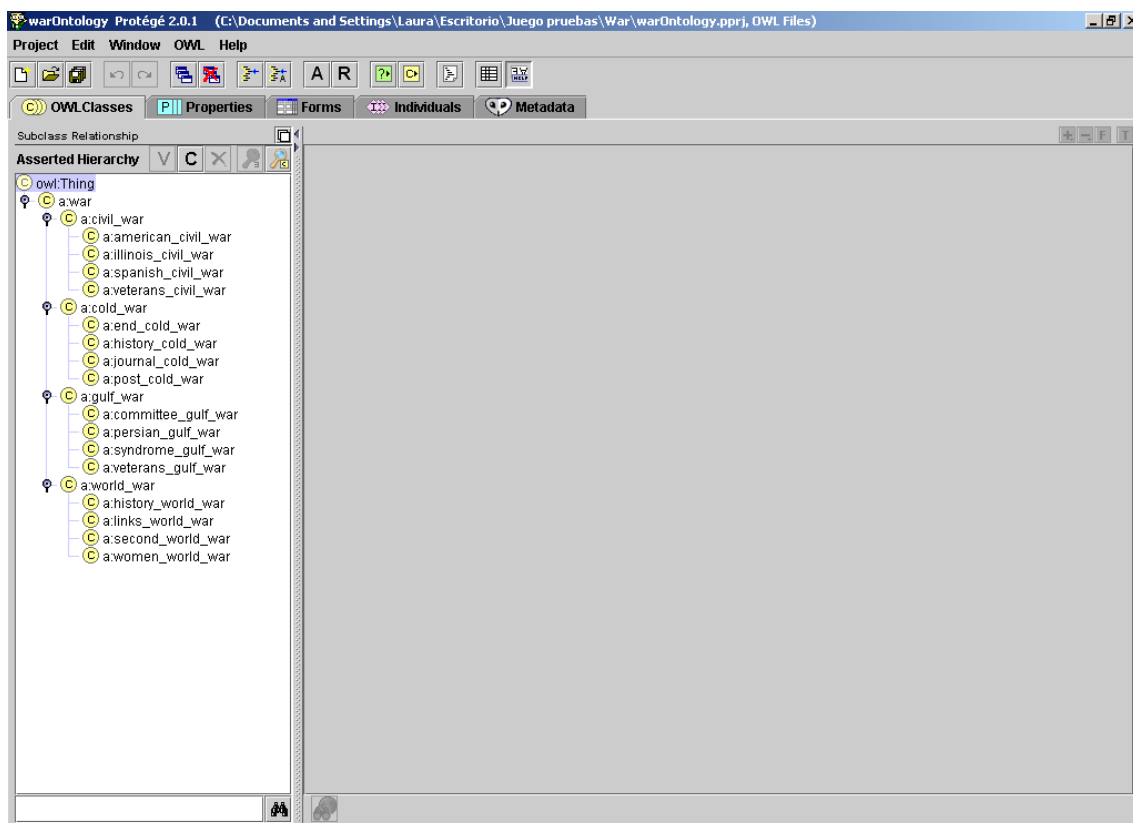 warOntology Protégé 2.0.1 (C:\Documents and Settings\Laura\Escritorio\Juego pruebas\War\warOntology.pprj, OWL Files)
Project Edit Window OWL Help
A R ? C> HELP
C OWLClasses P Properties Forms I Individuals Metadata
Subclass Relationship
Asserted Hierarchy V C
F T
C owl:Thing
C a:war
C a:civil_war
C a:american_civil_war
C a:illinois_civil_war
C a:spanish_civil_war
C a:veterans_civil_war
C a:cold_war
C a:end_cold_war
C a:history_cold_war
C a:journal_cold_war
C a:post_cold_war
C a:gulf_war
C a:committee_gulf_war
C a:persian_gulf_war
C a:syndrome_gulf_war
C a:veterans_gulf_war
C a:world_war
C a:history_world_war
C a:links_world_war
C a:second_world_war
C a:women_world_war